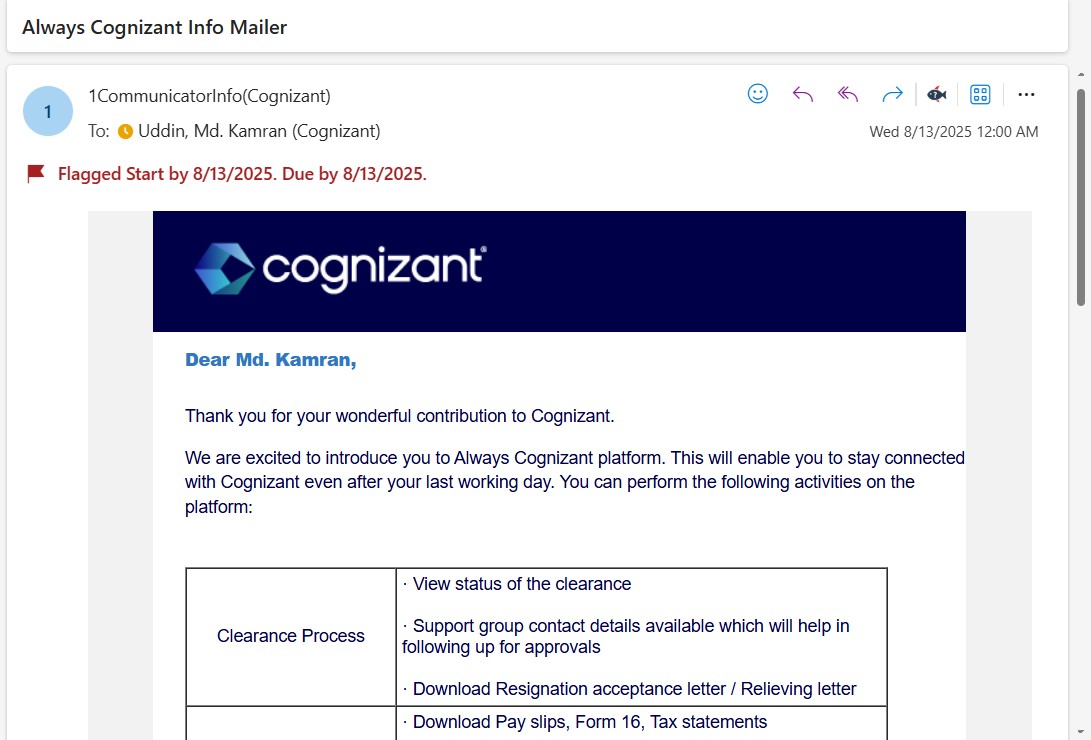 Always Cognizant Info Mailer
1
1CommunicatorInfo(Cognizant)
To: Uddin, Md. Kamran (Cognizant)
Wed 8/13/2025 12:00 AM
Flagged Start by 8/13/2025. Due by 8/13/2025.
cognizant®
Dear Md. Kamran,
Thank you for your wonderful contribution to Cognizant.
We are excited to introduce you to Always Cognizant platform. This will enable you to stay connected
with Cognizant even after your last working day. You can perform the following activities on the
platform:
Clearance Process
· View status of the clearance
· Support group contact details available which will help in
following up for approvals
· Download Resignation acceptance letter / Relieving letter
· Download Pay slips, Form 16, Tax statements